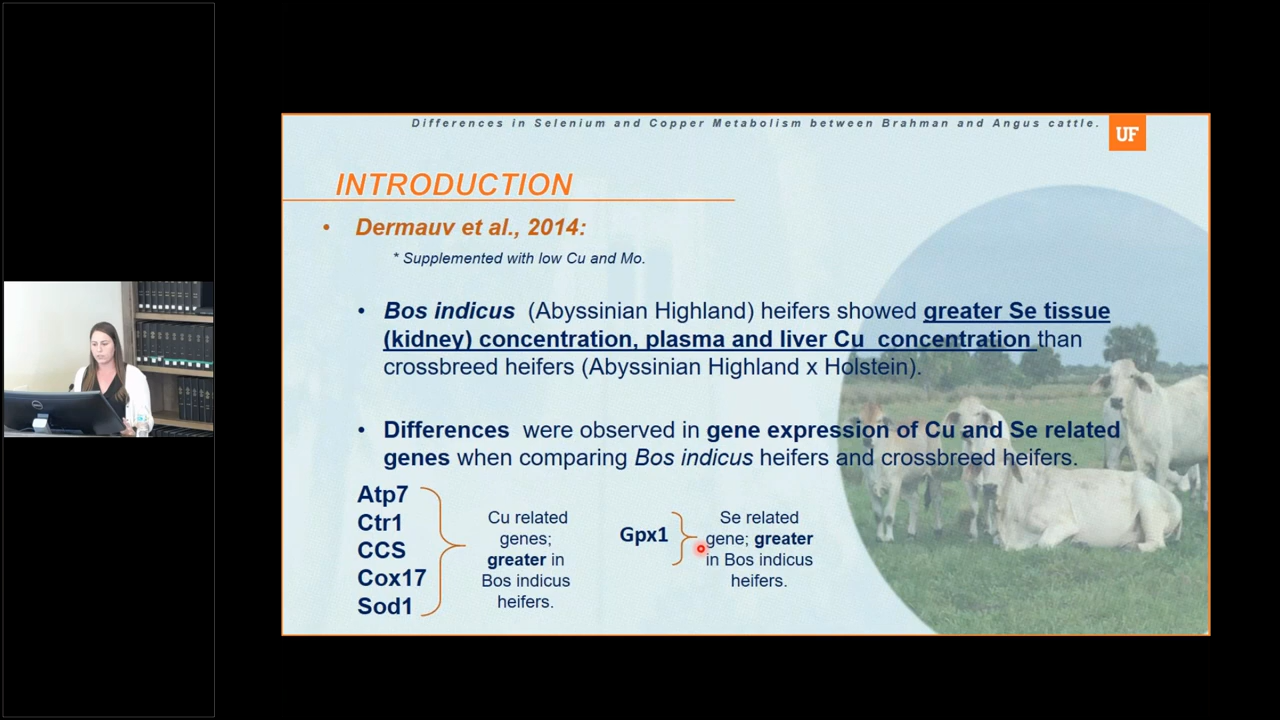 Differences in Selenium and Copper Metabolism between Brahman and Angus cattle.
UF
INTRODUCTION
• Dermauv et al., 2014:
* Supplemented with low Cu and Mo.
• Bos indicus (Abyssinian Highland) heifers showed greater Se tissue
(kidney) concentration, plasma and liver Cu concentration than
crossbreed heifers (Abyssinian Highland x Holstein).
• Differences were observed in gene expression of Cu and Se related
genes when comparing Bos indicus heifers and crossbreed heifers.
Atp7
Ctr1
CCS
Cox17
Sod1
Cu related
genes;
greater in
Bos indicus
heifers.
Gpx1
Se related
gene; greater
in Bos indicus
heifers.